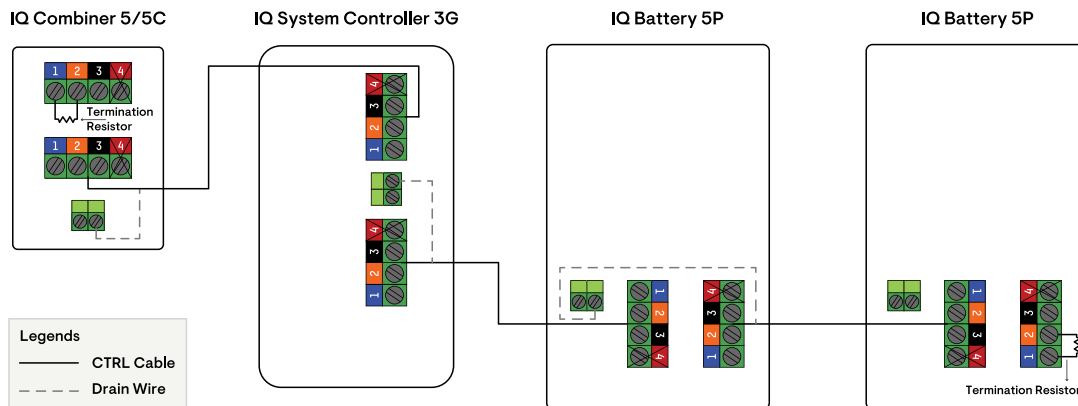 IQ Combiner 5/5C
IQ System Controller 3G
IQ Battery 5P
IQ Battery 5P
1 2 3 4
Termination
Resistor
1 2 3 4
4
3
2
1
4
3
2
1
1
2
3
4
4
3
2
1
1
2
3
4
4
3
2
1
Termination Resistor
Legends
CTRL Cable
Drain Wire